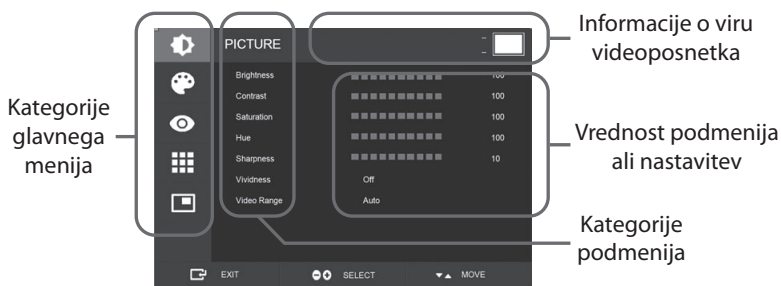 Informacije o viru
videoposnetka
PICTURE
Kategorije
glavnega
menija
Brightness 100
Contrast 100
Saturation 100
Hue 100
Sharpness 10
Vividness Off
Video Range Auto
Vrednost podmenija
ali nastavitev
Kategorije
podmenija
EXIT SELECT MOVE